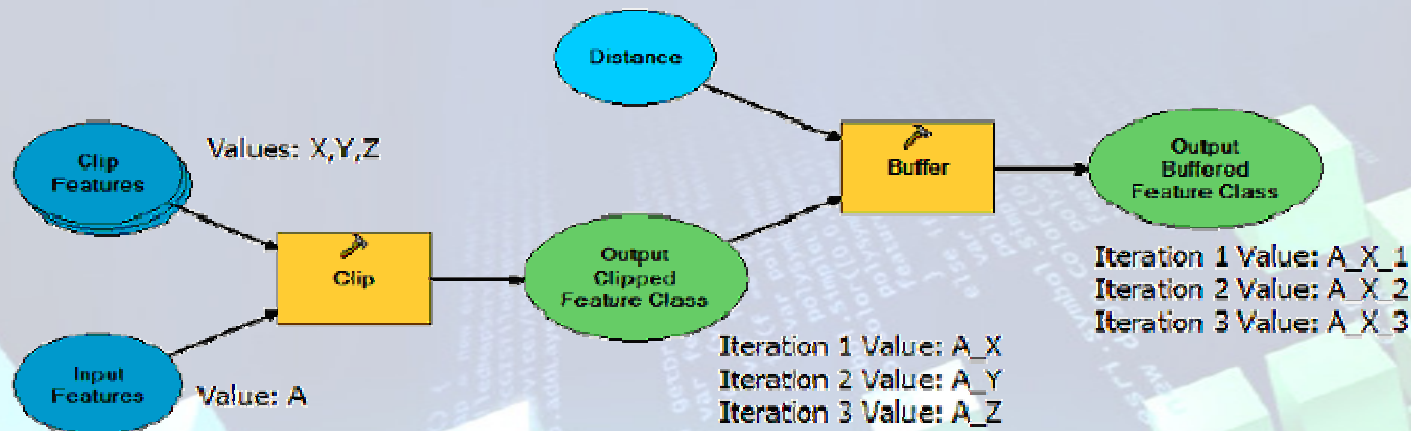 Distance
Clip
Features
Values: X,Y,Z
Buffer
Output
Buffered
Feature Class
Clip
Output
Clipped
Feature Class
Iteration 1 Value: A_X_1
Iteration 2 Value: A_X_2
Iteration 3 Value: A_X_3
Input
Features
Value: A
Iteration 1 Value: A_X
Iteration 2 Value: A_Y
Iteration 3 Value: A_Z